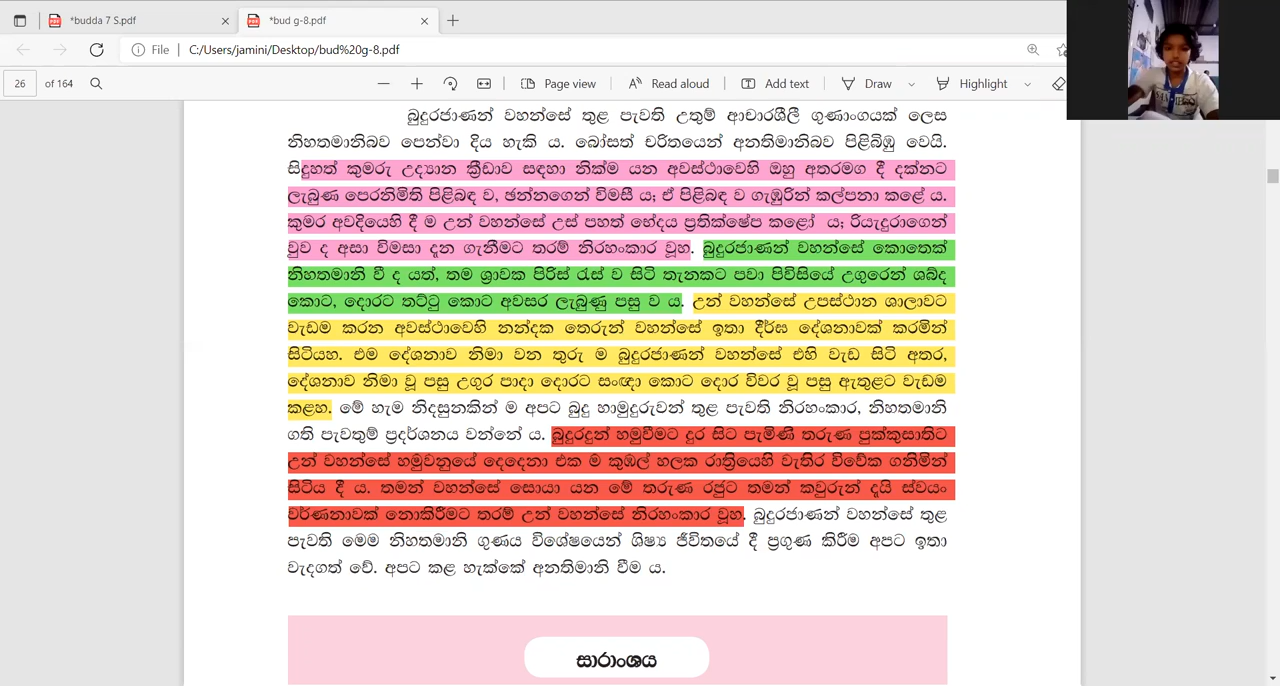 *budda 7 S.pdf
*bud g-8.pdf
File
C:/Users/jamini/Desktop/bud%20g-8.pdf
26 of 164
Page view
Read aloud
Add text
Draw
Highlight
බුදුරජාණන් වහන්සේ තුළ පැවති උතුම් ආචාරශීලී ගුණාංගයක් ලෙස
නිහතමානිබව පෙන්වා දිය හැකි ය. බෝසත් චරිතයෙන් අනතිමානිබව පිළිබිඹු වෙයි.
සිදුහත් කුමරු උද්‍යාන ක්‍රීඩාව සඳහා නික්ම යන අවස්ථාවෙහි ඔහු අතරමග දී දක්නට
ලැබුණ පෙරනිමිති පිළිබඳ ව, ඡන්නගෙන් විමසී ය; ඒ පිළිබඳ ව ගැඹුරින් කල්පනා කළේ ය.
කුමර අවදියෙහි දී ම උන් වහන්සේ උස් පහත් භේදය ප්‍රතික්ෂේප කළෝ ය; රියැදුරාගෙන්
වුව ද අසා විමසා දැන ගැනීමට තරම් නිරහංකාර වූහ. බුදුරජාණන් වහන්සේ කොතෙක්
නිහතමානි වී ද යත්, තම ශ්‍රාවක පිරිස් රැස් ව සිටි තැනකට පවා පිවිසියේ උගුරෙන් ශබ්ද
කොට, දොරට තට්ටු කොට අවසර ලැබුණු පසු ව ය. උන් වහන්සේ උපස්ථාන ශාලාවට
වැඩම කරන අවස්ථාවෙහි නන්දක තෙරුන් වහන්සේ ඉතා දීර්ඝ දේශනාවක් කරමින්
සිටියහ. එම දේශනාව නිමා වන තුරු ම බුදුරජාණන් වහන්සේ එහි වැඩ සිටි අතර,
දේශනාව නිමා වූ පසු උගුර පාදා දොරට සංඥා කොට දොර විවර වූ පසු ඇතුළට වැඩම
කළහ. මේ හැම නිදසුනකින් ම අපට බුදු හාමුදුරුවන් තුළ පැවති නිරහංකාර, නිහතමානි
ගති පැවතුම් ප්‍රදර්ශනය වන්නේ ය. බුදුරදුන් හමුවීමට දුර සිට පැමිණි තරුණ පුක්කුසාතිට
උන් වහන්සේ හමුවනුයේ දෙදෙනා එක ම කුඹල් හලක රාත්‍රියෙහි වැතිර විවේක ගනිමින්
සිටිය දී ය. තමන් වහන්සේ සොයා යන මේ තරුණ රජුට තමන් කවුරුන් දැයි ස්වයං
වර්ණනාවක් නොකිරීමට තරම් උන් වහන්සේ නිරහංකාර වූහ. බුදුරජාණන් වහන්සේ තුළ
පැවති මෙම නිහතමානි ගුණය විශේෂයෙන් ශිෂ්‍ය ජීවිතයේ දී ප්‍රගුණ කිරීම අපට ඉතා
වැදගත් වේ. අපට කළ හැක්කේ අනතිමානි වීම ය.
සාරාංශය